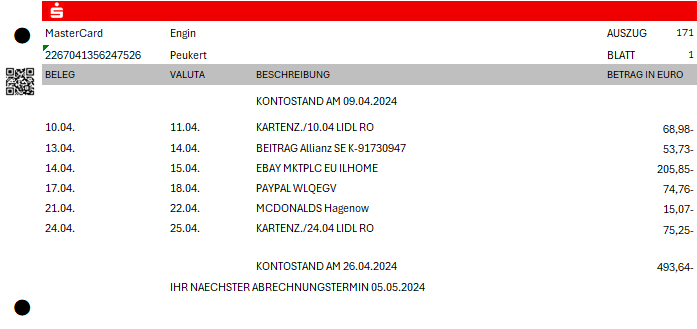 MasterCard Engin AUSZUG 171
2267041356247526 Peukert BLATT 1
BELEG VALUTA BESCHREIBUNG BETRAG IN EURO
KONTOSTAND AM 09.04.2024
10.04. 11.04. KARTENZ./10.04 LIDL RO 68,98-
13.04. 14.04. BEITRAG Allianz SE K-91730947 53,73-
14.04. 15.04. EBAY MKTPLC EU ILHOME 205,85-
17.04. 18.04. PAYPAL WLQEGV 74,76-
21.04. 22.04. MCDONALDS Hagenow 15,07-
24.04. 25.04. KARTENZ./24.04 LIDL RO 75,25-
KONTOSTAND AM 26.04.2024 493,64-
IHR NAECHSTER ABRECHNUNGSTERMIN 05.05.2024